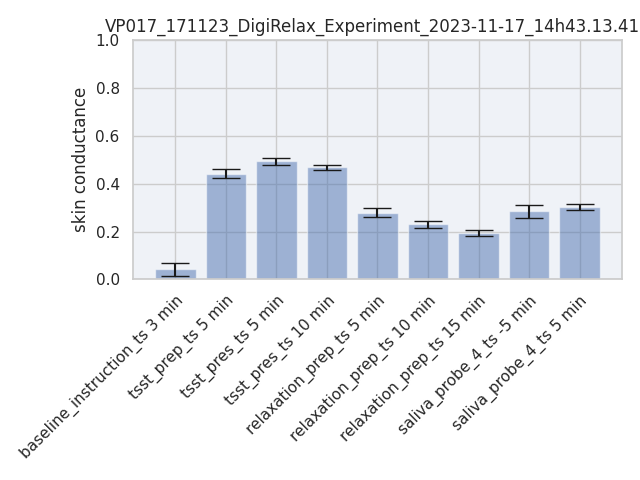 VP017_171123_DigiRelax_Experiment_2023-11-17_14h43.13.41
1.0
0.8
0.6
0.4
0.2
0.0
skin conductance
baseline_instruction_ts 3 min
tsst_prep_ts 5 min
tsst_pres_ts 5 min
tsst_pres_ts 10 min
relaxation_prep_ts 5 min
relaxation_prep_ts 10 min
relaxation_prep_ts 15 min
saliva_probe_4_ts -5 min
saliva_probe_4_ts 5 min